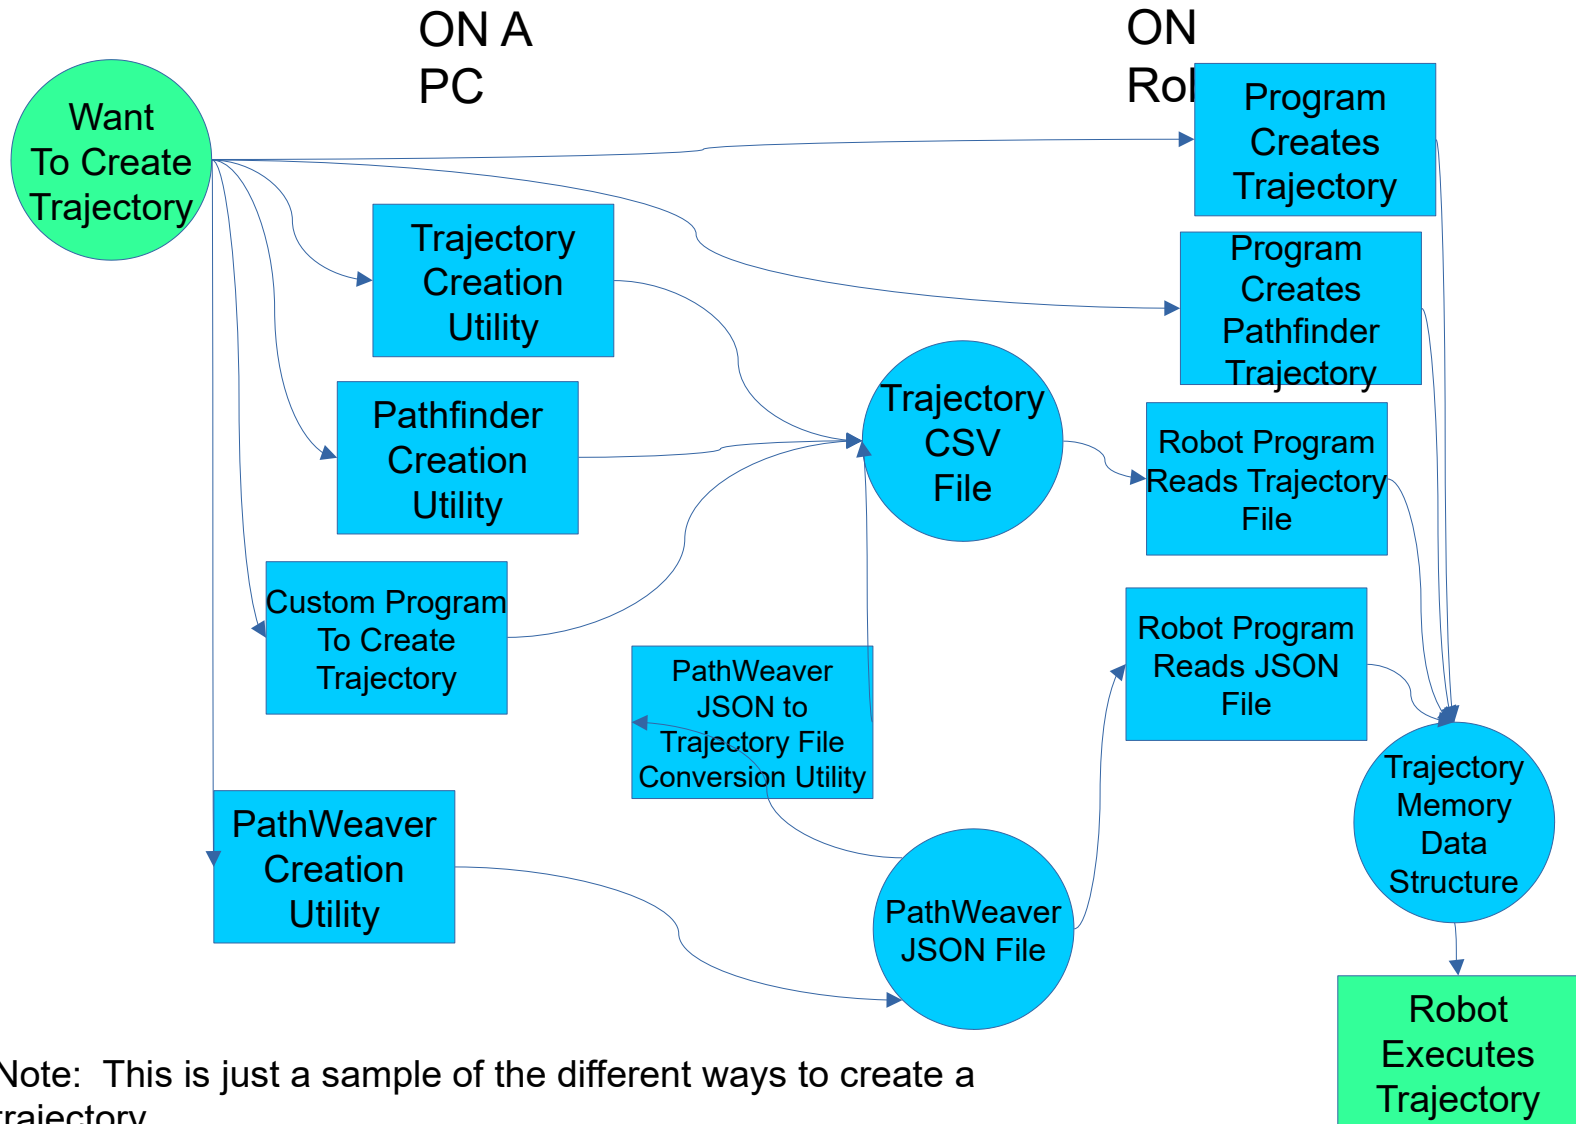 ON A
PC
ON
Want
To Create
Trajectory
Program
Creates
Trajectory
Trajectory
Creation
Utility
Program
Creates
Pathfinder
Trajectory
Pathfinder
Creation
Utility
Trajectory
CSV
File
Robot Program
Reads Trajectory
File
Custom Program
To Create
Trajectory
PathWeaver
JSON to
Trajectory File
Conversion Utility
Robot Program
Reads JSON
File
Trajectory
Memory
Data
Structure
PathWeaver
Creation
Utility
PathWeaver
JSON File
Robot
Executes
Trajectory
Note: This is just a sample of the different ways to create a
trajectory